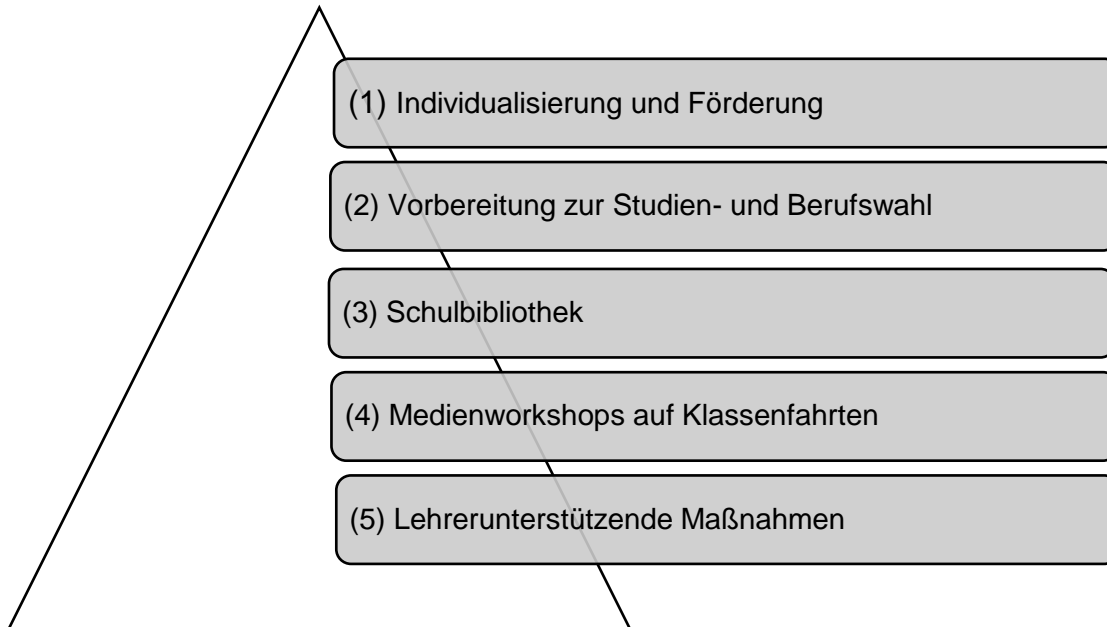 (1) Individualisierung und Förderung
(2) Vorbereitung zur Studien- und Berufswahl
(3) Schulbibliothek
(4) Medienworkshops auf Klassenfahrten
(5) Lehrerunterstützende Maßnahmen